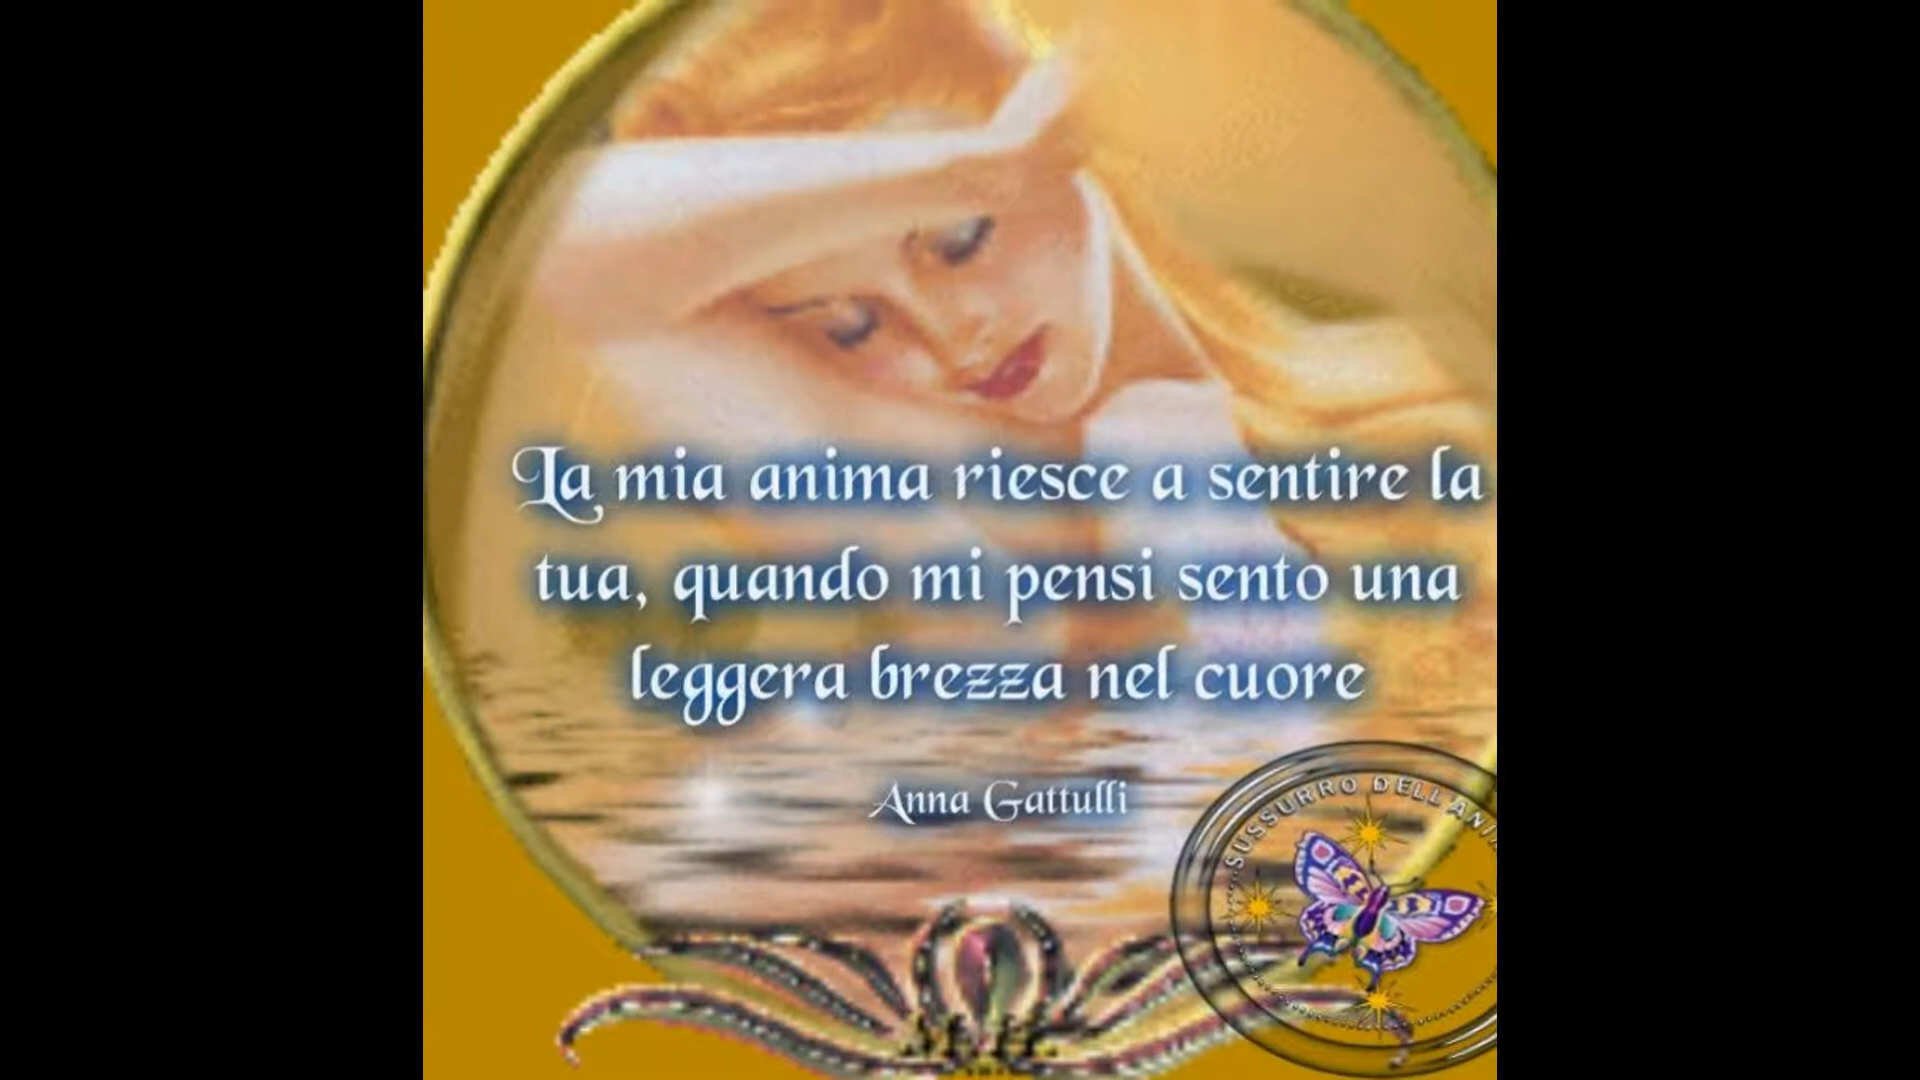 La mia anima riesce a sentire la
tua, quando mi pensi sento una
leggera brezza nel cuore
Anna Gattulli
SUSSURRO DELL'ANI